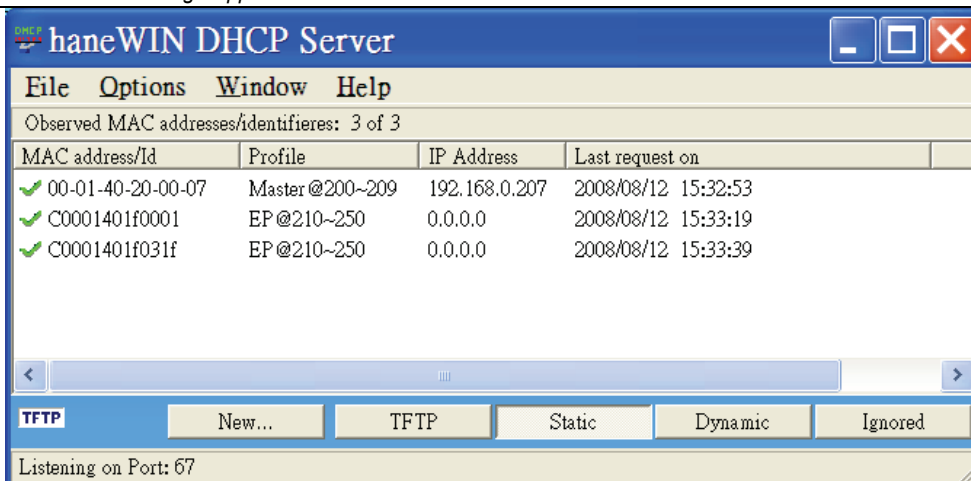 haneWIN DHCP Server
File Options Window Help
Observed MAC addresses/identifieres: 3 of 3
MAC address/Id Profile IP Address Last request on
00-01-40-20-00-07 Master@200~209 192.168.0.207 2008/08/12 15:32:53
C0001401f0001 EP@210~250 0.0.0.0 2008/08/12 15:33:19
C0001401f031f EP@210~250 0.0.0.0 2008/08/12 15:33:39
TFTP New... TFTP Static Dynamic Ignored
Listening on Port: 67